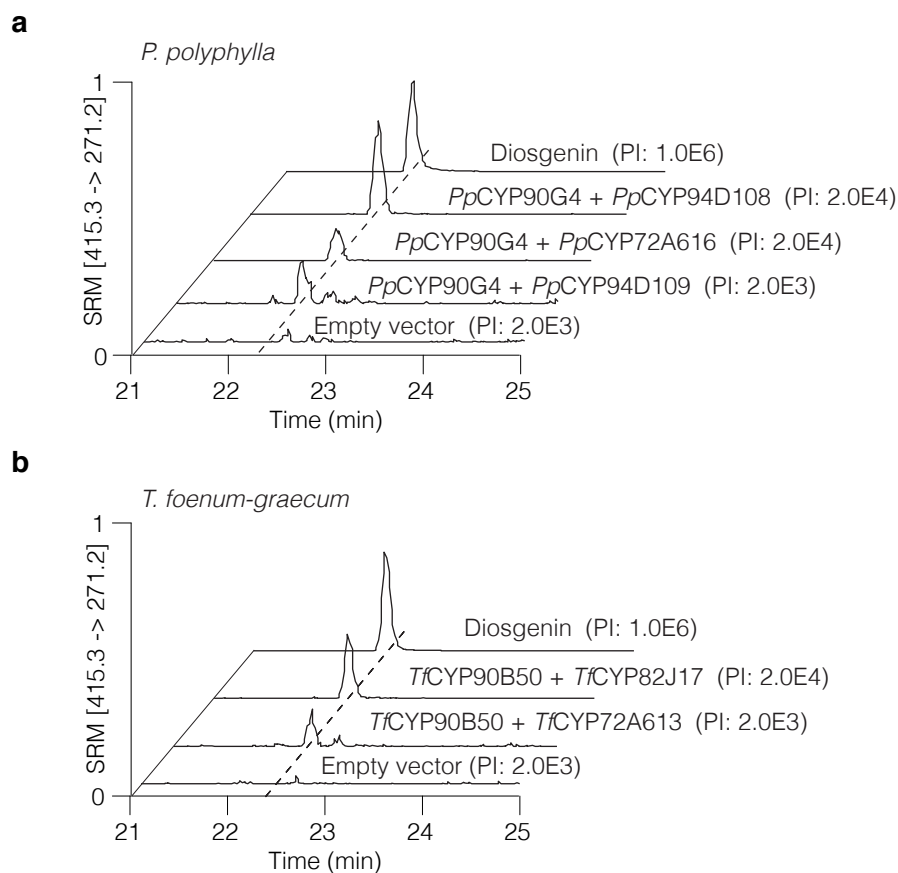 a
P. polyphylla
1
SRM [415.3 -> 271.2]
Diosgenin (PI: 1.0E6)
PpCYP90G4 + PpCYP94D108 (PI: 2.0E4)
PpCYP90G4 + PpCYP72A616 (PI: 2.0E4)
PpCYP90G4 + PpCYP94D109 (PI: 2.0E3)
Empty vector (PI: 2.0E3)
0
21 22 23 24 25
Time (min)
b
T. foenum-graecum
1
SRM [415.3 -> 271.2]
Diosgenin (PI: 1.0E6)
TfCYP90B50 + TfCYP82J17 (PI: 2.0E4)
TfCYP90B50 + TfCYP72A613 (PI: 2.0E3)
Empty vector (PI: 2.0E3)
0
21 22 23 24 25
Time (min)